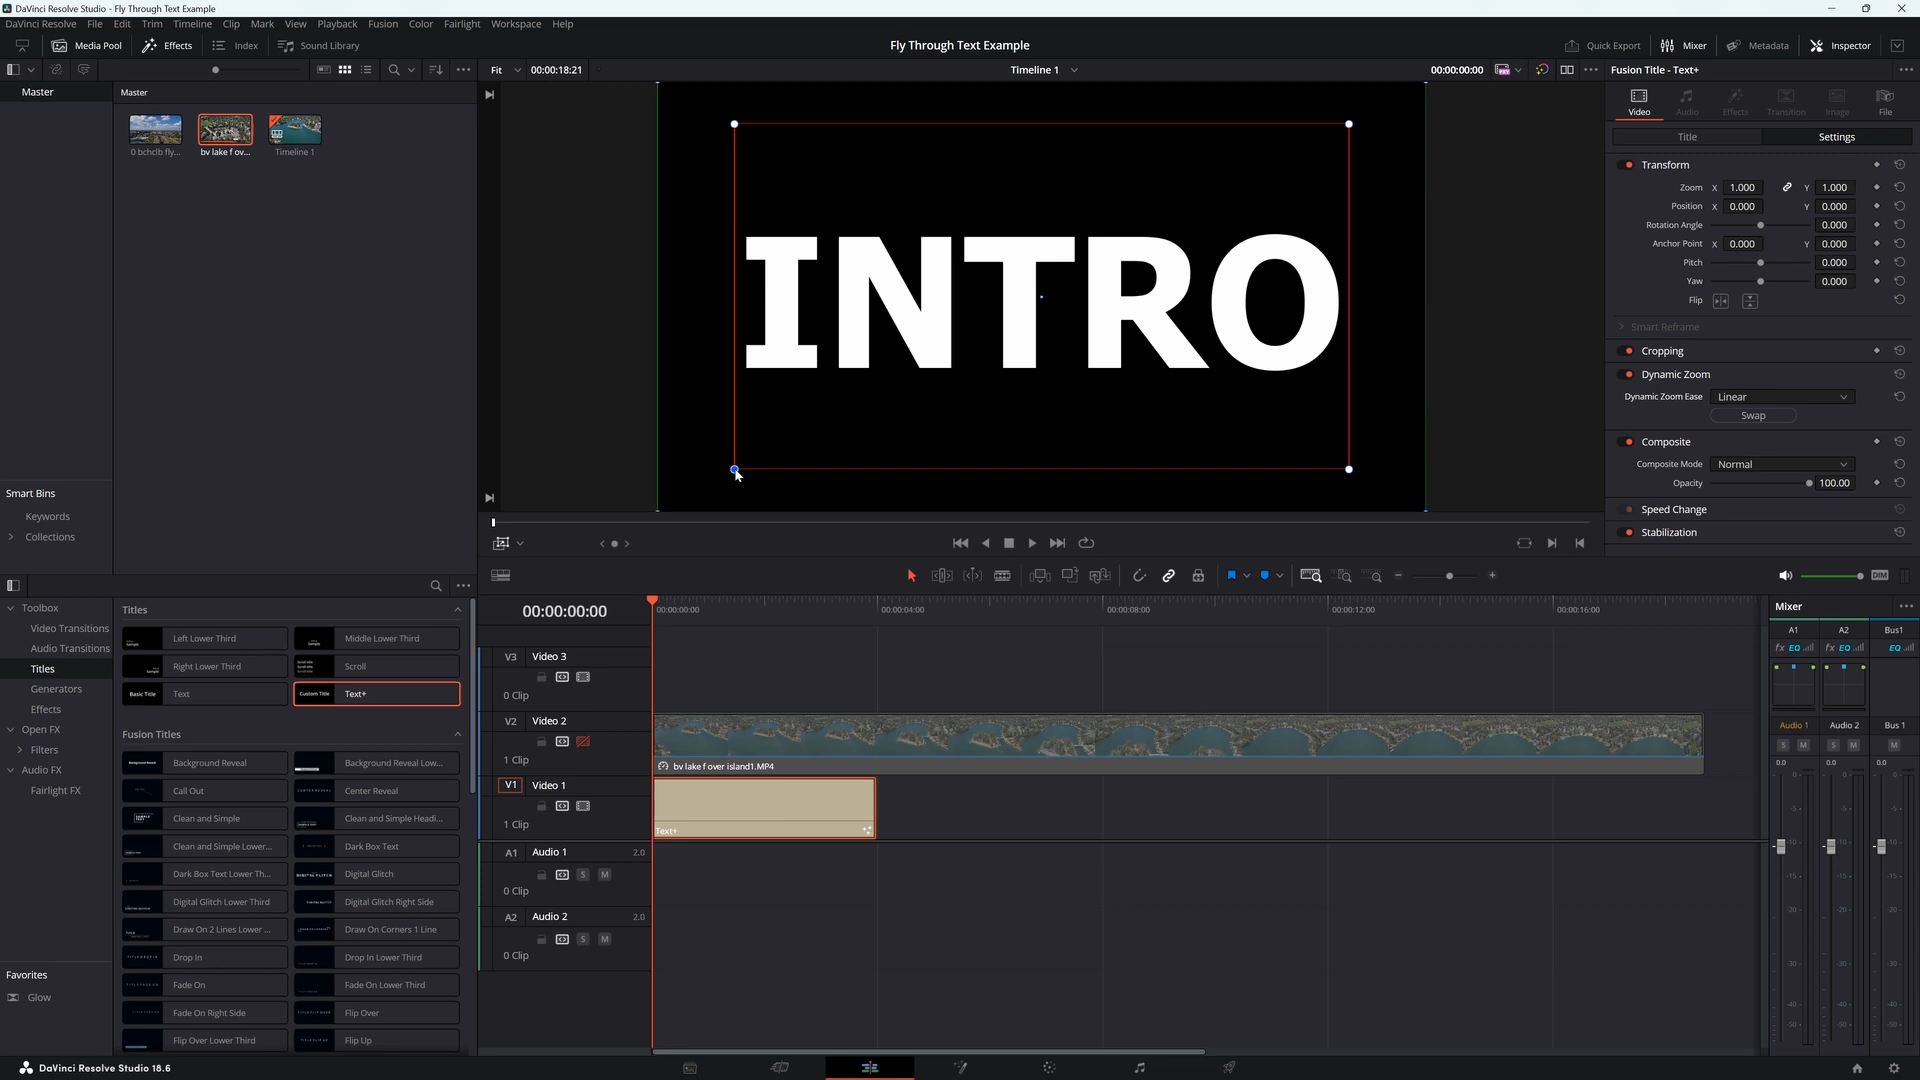 DaVinci Resolve Studio - Fly Through Text Example
DaVinci Resolve File Edit Trim Timeline Clip Mark View Playback Fusion Color Fairlight Workspace Help
Media Pool Effects Index Sound Library
Fly Through Text Example
Quick Export Mixer Metadata Inspector
Fit 00:00:18:21
Timeline 1
00:00:00:00
Fusion Title - Text+
Master
Master
0 bchclb fly...
bv lake f ov...
Timeline 1
Smart Bins
Keywords
Collections
INTRO
Video Audio Effects Transition Image File
Title Settings
Transform
Zoom X 1.000 Y 1.000
Position X 0.000 Y 0.000
Rotation Angle 0.000
Anchor Point X 0.000 Y 0.000
Pitch 0.000
Yaw 0.000
Flip
Smart Reframe
Cropping
Dynamic Zoom
Dynamic Zoom Ease Linear
Swap
Composite
Composite Mode Normal
Opacity 100.00
Speed Change
Stabilization
DIM
Toolbox
Video Transitions
Audio Transitions
Titles
Generators
Effects
Open FX
Filters
Audio FX
Fairlight FX
Favorites
Glow
Titles
Left Lower Third
Middle Lower Third
Right Lower Third
Scroll
Basic Title Text
Custom Title Text+
Fusion Titles
Background Reveal
Background Reveal Low...
Call Out
Center Reveal
Clean and Simple
Clean and Simple Headi...
Clean and Simple Lower...
Dark Box Text
Dark Box Text Lower Th...
Digital Glitch
Digital Glitch Lower Third
Digital Glitch Right Side
Draw On 2 Lines Lower ...
Draw On Corners 1 Line
Drop In
Drop In Lower Third
Fade On
Fade On Lower Third
Fade On Right Side
Flip Over
Flip Over Lower Third
Flip Up
00:00:00:00
00:00:00:00 00:00:04:00 00:00:08:00 00:00:12:00 00:00:16:00
V3 Video 3
0 Clip
V2 Video 2
1 Clip
bv lake f over island1.MP4
V1 Video 1
1 Clip
Text+
A1 Audio 1 2.0
S M
0 Clip
A2 Audio 2 2.0
S M
0 Clip
Mixer
A1 A2 Bus1
fx EQ fx EQ EQ
Audio 1 Audio 2 Bus 1
S M S M M
0.0 0.0 0.0
DaVinci Resolve Studio 18.6